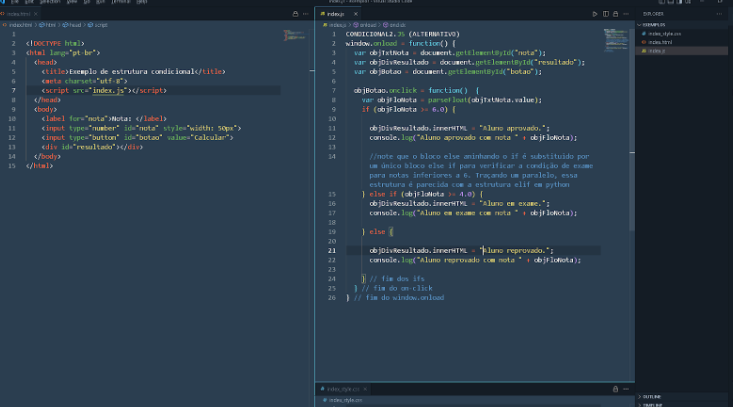 File Edit Selection View Go Run Terminal Help
index.html
index.html > html > head > script
1
2 <!DOCTYPE html>
3 <html lang="pt-br">
4 <head>
5 <title>Exemplo de estrutura condicional</title>
6 <meta charset="utf-8">
7 <script src="index.js"></script>
8 </head>
9 <body>
10 <label for="nota">Nota: </label>
11 <input type="number" id="nota" style="width: 50px">
12 <input type="button" id="botao" value="Calcular">
13 <div id="resultado"></div>
14 </body>
15 </html>
index.js
index.js > onload > onclick
1 CONDICIONAL2.JS (ALTERNATIVO)
2 window.onload = function() {
3 var objTxtNota = document.getElementById("nota");
4 var objDivResultado = document.getElementById("resultado");
5 var objBotao = document.getElementById("botao");
6
7 objBotao.onclick = function() {
8 var objFloNota = parseFloat(objTxtNota.value);
9 if (objFloNota >= 6.0) {
10
11 objDivResultado.innerHTML = "Aluno aprovado.";
12 console.log("Aluno aprovado com nota " + objFloNota);
13
14 //note que o bloco else aninhando o if é substituido por
um único bloco else if para verificar a condição de exame
para notas inferiores a 6. Traçando um paralelo, essa
estrutura é parecida com a estrutura elif em python
15 } else if (objFloNota >= 4.0) {
16 objDivResultado.innerHTML = "Aluno em exame.";
17 console.log("Aluno em exame com nota " + objFloNota);
18
19 } else {
20
21 objDivResultado.innerHTML = "Aluno reprovado.";
22 console.log("Aluno reprovado com nota " + objFloNota);
23
24 } // fim dos ifs
25 } // fim do on-click
26 } // fim do window.onload
index_style.css
index_style.css
EXPLORER
EXEMPLOS
index_style.css
index.html
index.js
OUTLINE
TIMELINE